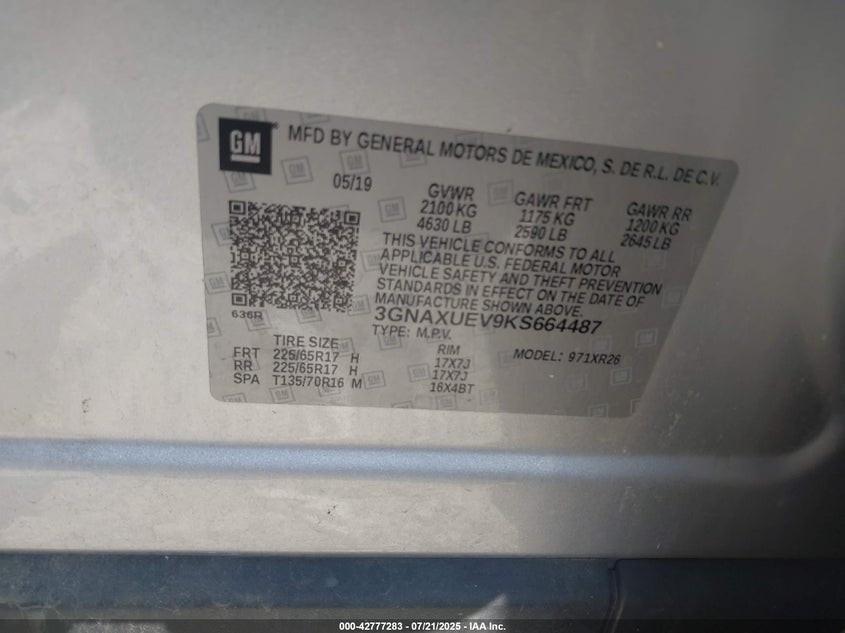 GM
MFD BY GENERAL MOTORS DE MEXICO, S. DE R.L. DE C.V.
05/19
GVWR GAWR FRT GAWR RR
2100 KG 1175 KG 1200 KG
4630 LB 2590 LB 2645 LB
THIS VEHICLE CONFORMS TO ALL
APPLICABLE U.S. FEDERAL MOTOR
VEHICLE SAFETY AND THEFT PREVENTION
STANDARDS IN EFFECT ON THE DATE OF
MANUFACTURE SHOWN ABOVE.
636R
3GNAXUEV9KS664487
TYPE: M.P.V.
MODEL: 971XR26
TIRE SIZE RIM
FRT 225/65R17 H 17X7J
RR 225/65R17 H 17X7J
SPA T135/70R16 M 16X4BT
000-42777283 - 07/21/2025 - IAA Inc.